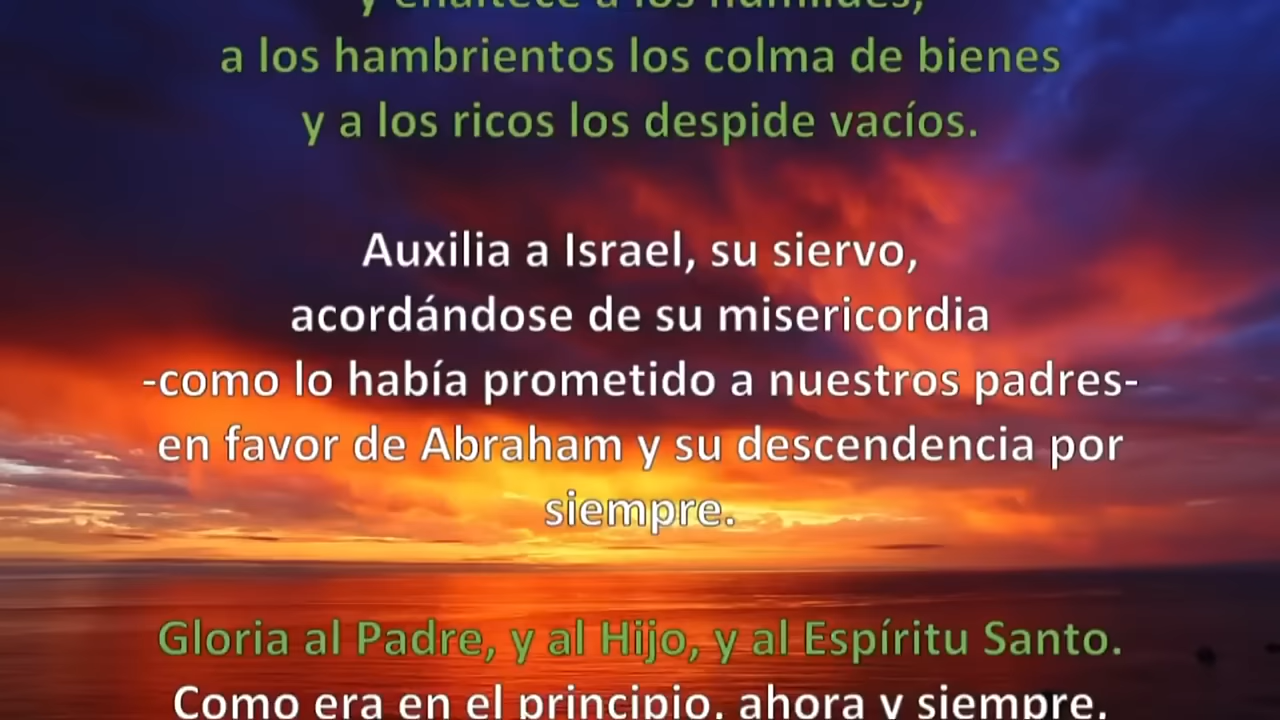 y enaltece a los humildes,
a los hambrientos los colma de bienes
y a los ricos los despide vacíos.
Auxilia a Israel, su siervo,
acordándose de su misericordia
-como lo había prometido a nuestros padres-
en favor de Abraham y su descendencia por
siempre.
Gloria al Padre, y al Hijo, y al Espíritu Santo.
Como era en el principio, ahora y siempre,